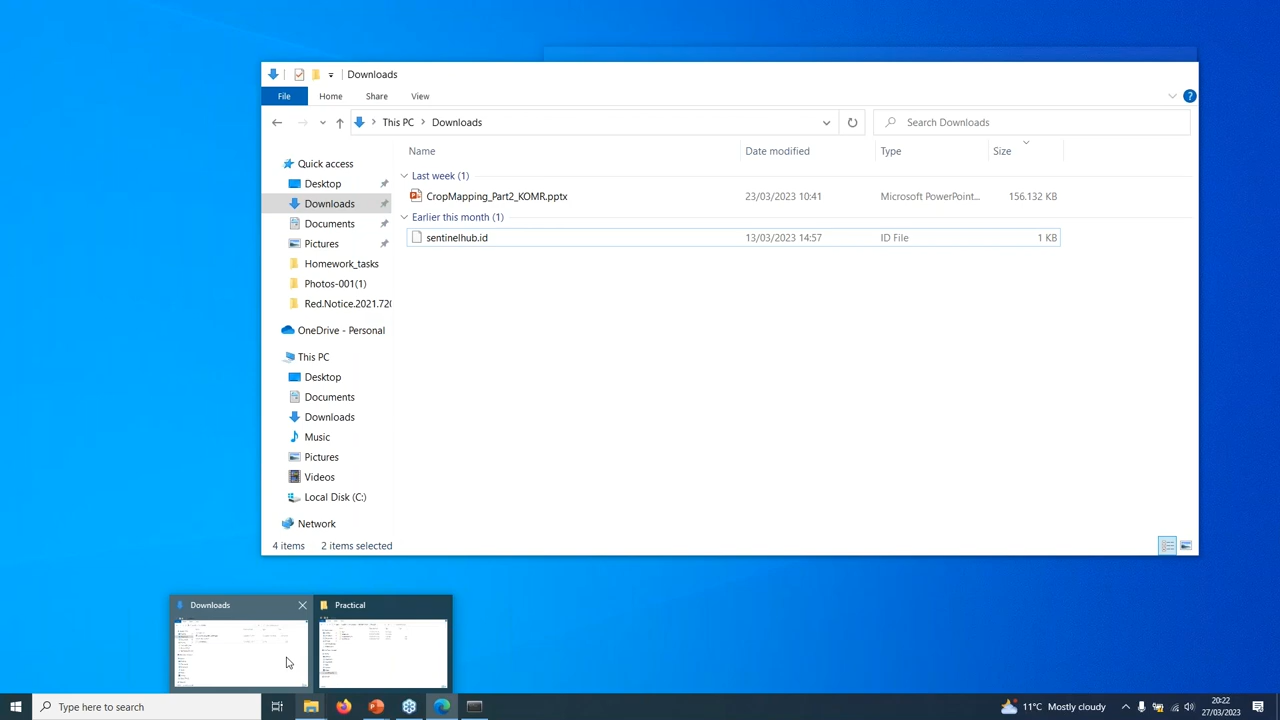 Downloads
File Home Share View
This PC Downloads
Search Downloads
Name Date modified Type Size
Last week (1)
CropMapping_Part2_KOMR.pptx 23/03/2023 10:41 Microsoft PowerPoint... 156.132 KB
Earlier this month (1)
sentinelhub.id 13/03/2023 14:57 ID File 1 KB
Quick access
Desktop
Downloads
Documents
Pictures
Homework_tasks
Photos-001(1)
Red.Notice.2021.720
OneDrive - Personal
This PC
Desktop
Documents
Downloads
Music
Pictures
Videos
Local Disk (C:)
Network
4 items 2 items selected
Downloads Practical
Type here to search
11°C Mostly cloudy
20:22
27/03/2023